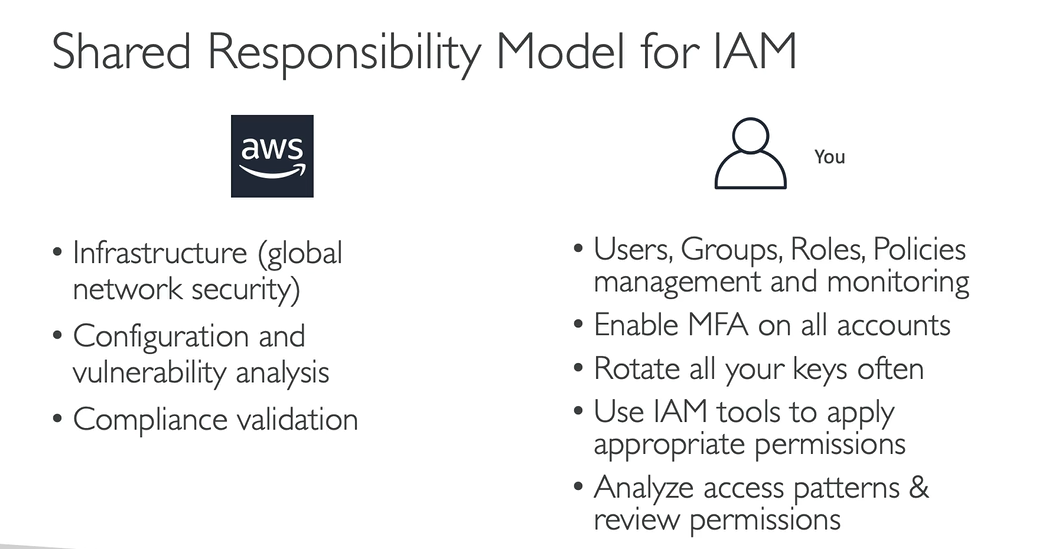 Shared Responsibility Model for IAM
aws
You
• Infrastructure (global
network security)
• Configuration and
vulnerability analysis
• Compliance validation
• Users, Groups, Roles, Policies
management and monitoring
• Enable MFA on all accounts
• Rotate all your keys often
• Use IAM tools to apply
appropriate permissions
• Analyze access patterns &
review permissions